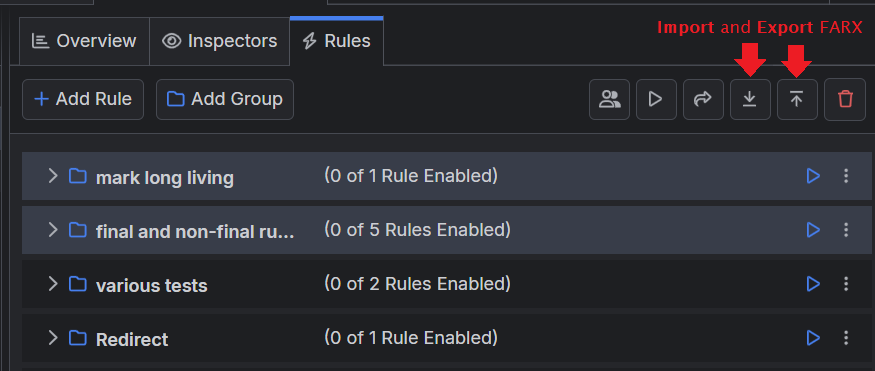 Import and Export FARX
Overview Inspectors Rules
Add Rule Add Group
mark long living (0 of 1 Rule Enabled)
final and non-final ru... (0 of 5 Rules Enabled)
various tests (0 of 2 Rules Enabled)
Redirect (0 of 1 Rule Enabled)